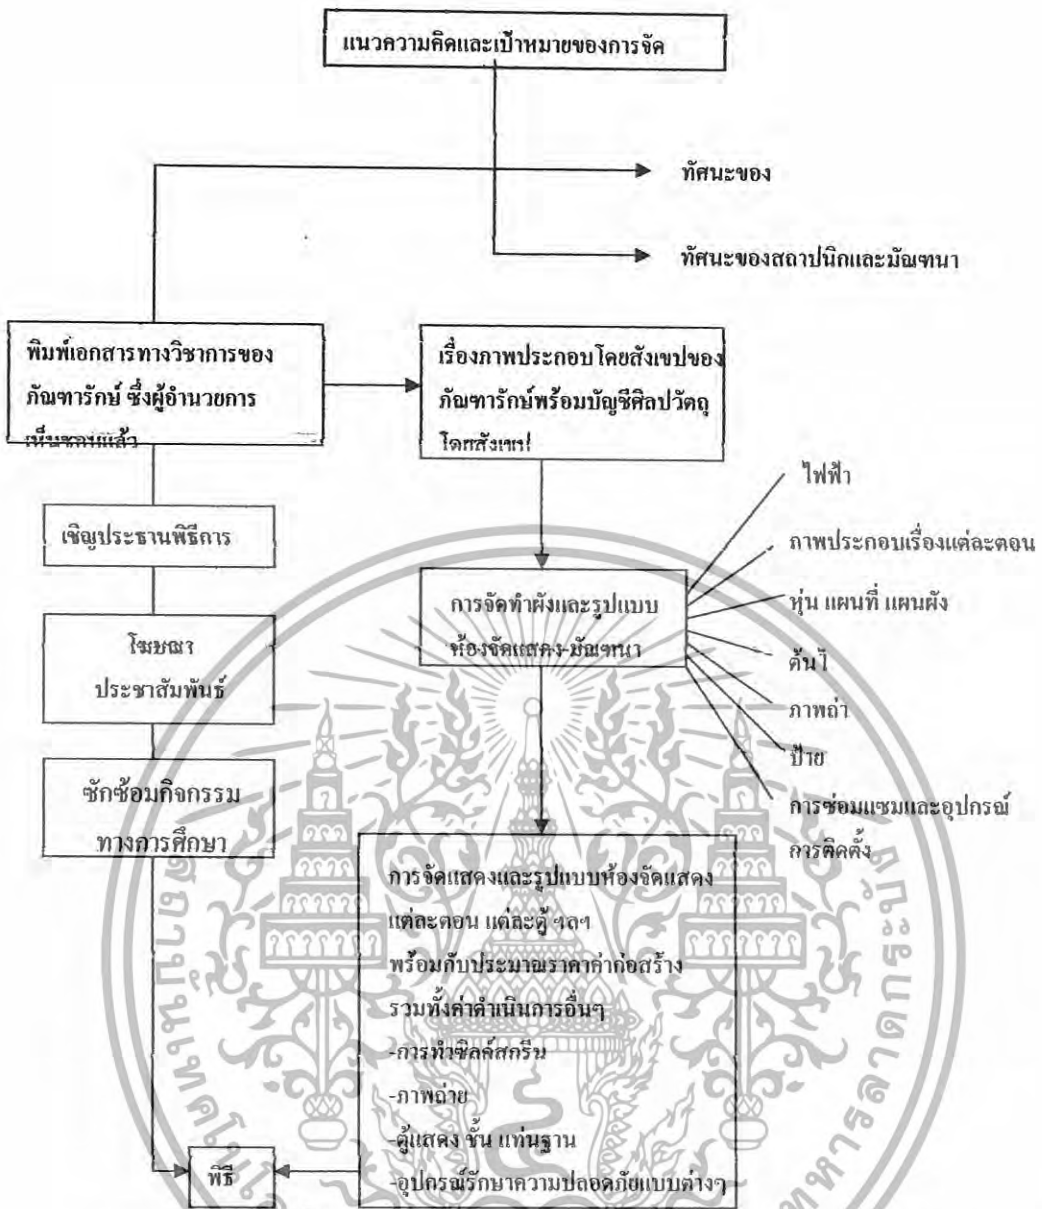 แนวความคิดและเป้าหมายของการจัด
ทัศนะของ
ทัศนะของสถาปนิกและมัณฑนา
พิมพ์เอกสารทางวิชาการของ
ภัณฑารักษ์ ซึ่งผู้อำนวยการ
เห็นชอบแล้ว
เรื่องภาพประกอบโดยสังเขปของ
ภัณฑารักษ์พร้อมบัญชีศิลปวัตถุ
โดยสังเขป
ไฟฟ้า
ภาพประกอบเรื่องแต่ละตอน
หุ่น แผนที่ แผนผัง
ต้นไ
ภาพถ่า
ป้าย
การซ่อมแซมและอุปกรณ์
การติดตั้ง
เชิญประธานพิธีการ
การจัดทำผังและรูปแบบ
ห้องจัดแสดง-มัณฑนา
โฆษณา
ประชาสัมพันธ์
ซักซ้อมกิจกรรม
ทางการศึกษา
การจัดแสดงและรูปแบบห้องจัดแสดง
แต่ละตอน แต่ละตู้ ฯลฯ
พร้อมกับประมาณราคาค่าก่อสร้าง
รวมทั้งค่าดำเนินการอื่นๆ
-การทำซิลค์สกรีน
-ภาพถ่าย
-ตู้แสดง ชั้น แท่นฐาน
-อุปกรณ์รักษาความปลอดภัยแบบต่างๆ
พิธี